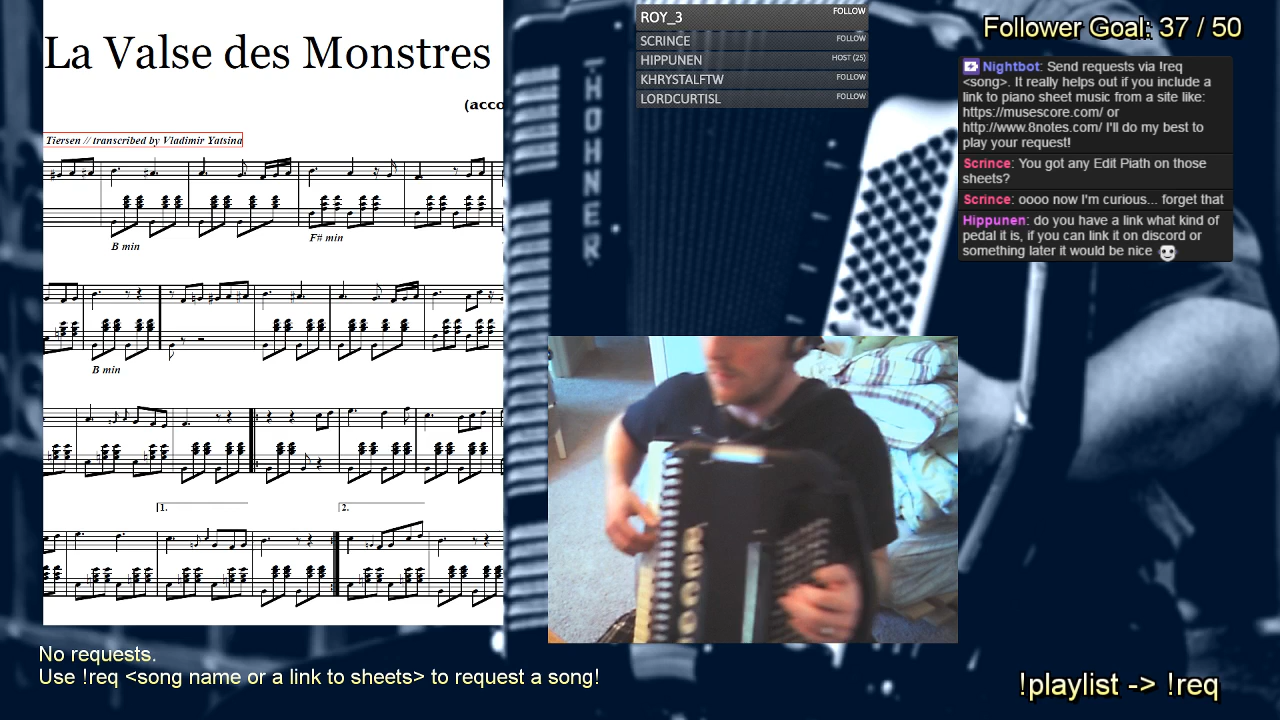 La Valse des Monstres
(acco
Tiersen // transcribed by Vladimir Yatsina
B min
F# min
B min
1.
2.
HOHNER
ROY_3 FOLLOW
SCRINCE FOLLOW
HIPPUNEN HOST (25)
KHRYSTALFTW FOLLOW
LORDCURTISL FOLLOW
Follower Goal: 37 / 50
Nightbot: Send requests via !req
<song>. It really helps out if you include a
link to piano sheet music from a site like:
https://musescore.com/ or
http://www.8notes.com/ I'll do my best to
play your request!
Scrince: You got any Edit Piath on those
sheets?
Scrince: oooo now I'm curious... forget that
Hippunen: do you have a link what kind of
pedal it is, if you can link it on discord or
something later it would be nice
No requests.
Use !req <song name or a link to sheets> to request a song!
!playlist -> !req